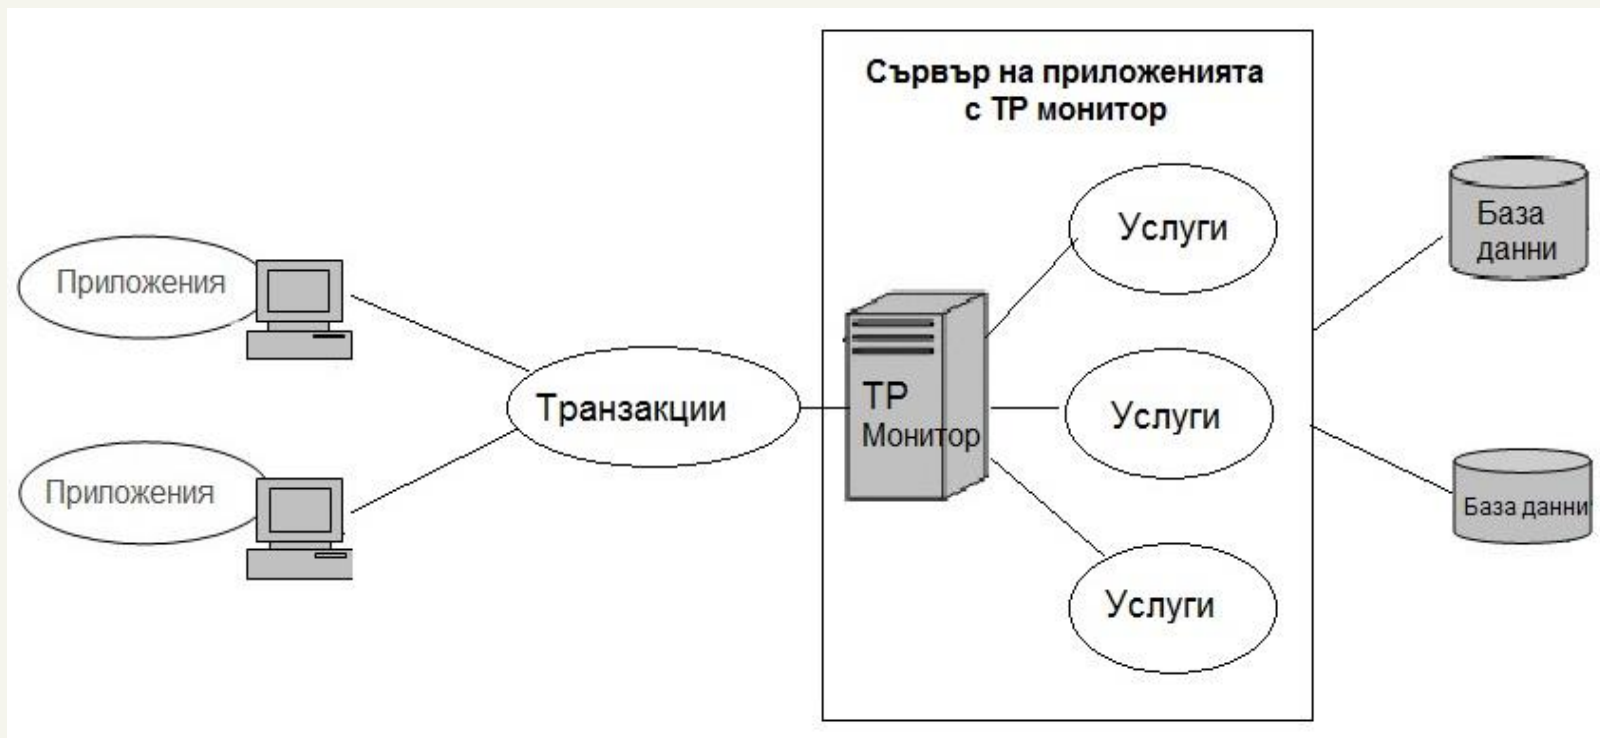 Сървър на приложенията
с ТР монитор
Услуги
База
данни
Приложения
ТР
Монитор
Транзакции
Услуги
Приложения
База данни
Услуги